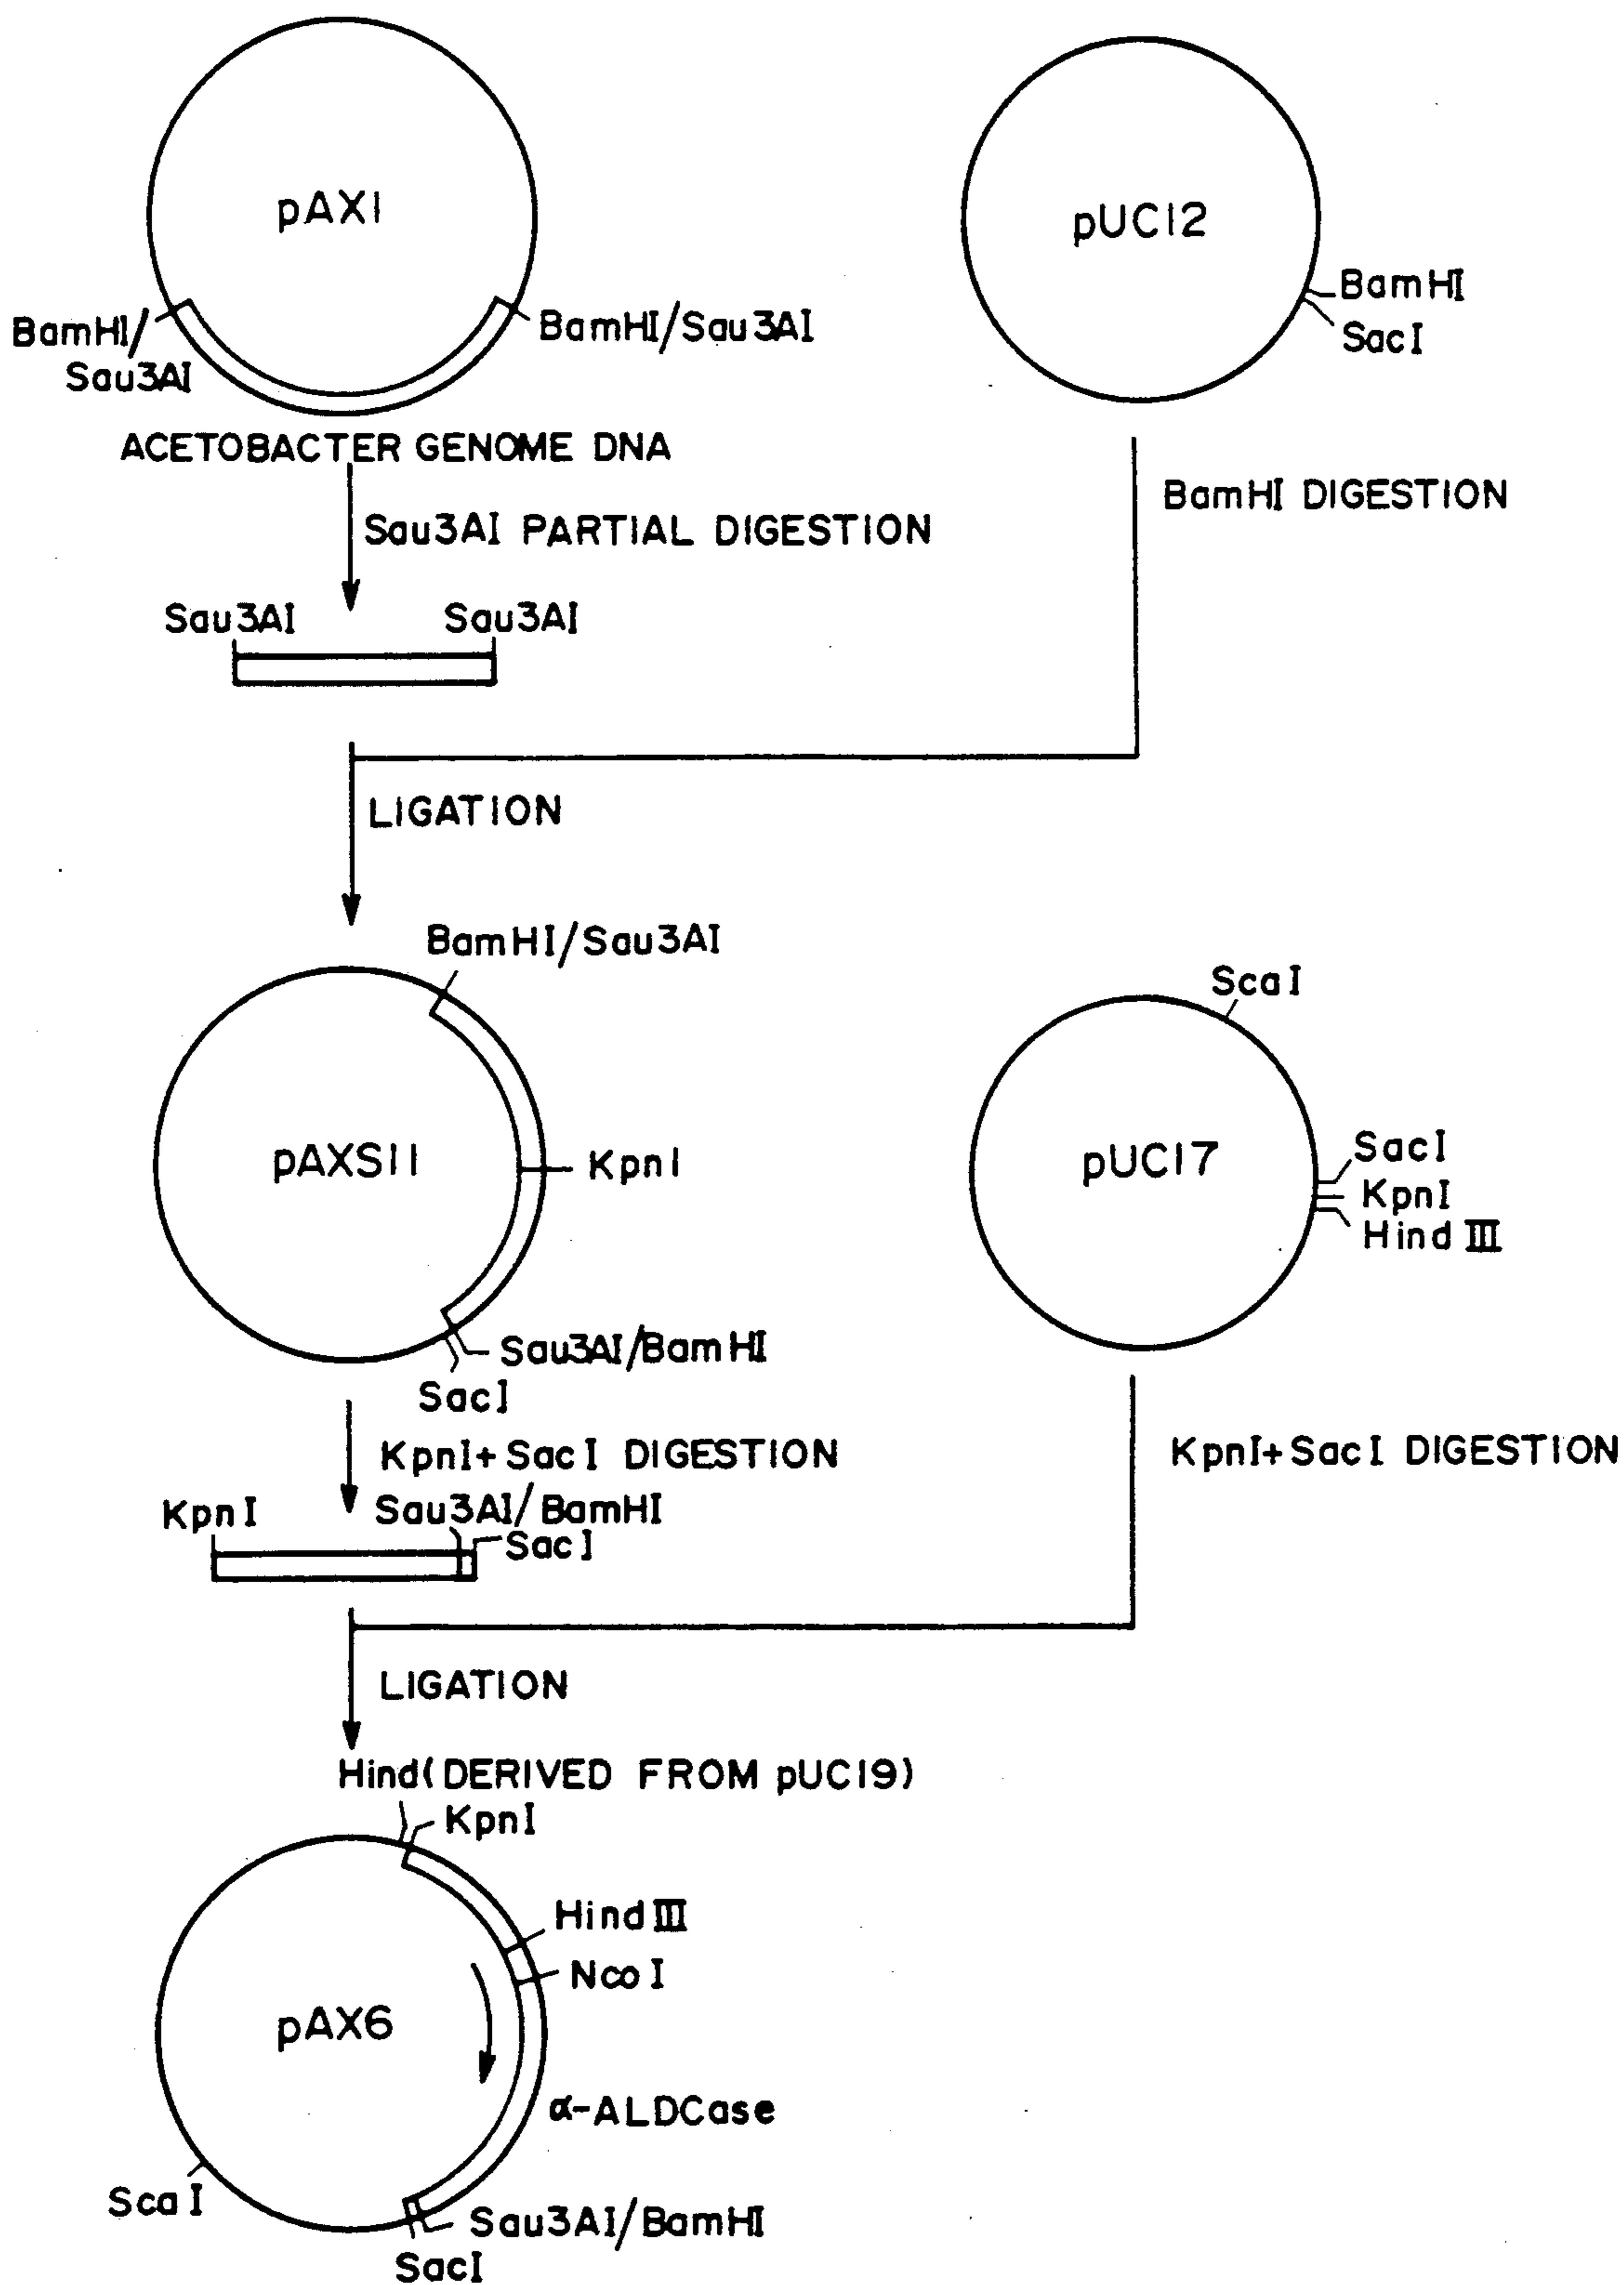 pAX1
pUC12
BamHI
SacI
BamHI/
Sau3AI
BamHI/Sau3AI
ACETOBACTER GENOME DNA
BamHI DIGESTION
Sau3AI PARTIAL DIGESTION
Sau3AI
Sau3AI
LIGATION
BamHI/Sau3AI
pAXS11
KpnI
Sau3AI/BamHI
SacI
ScaI
pUC17
SacI
KpnI
Hind III
KpnI+SacI DIGESTION
KpnI+SacI DIGESTION
KpnI
Sau3AI/BamHI
SacI
LIGATION
Hind(DERIVED FROM pUC19)
KpnI
Hind III
NcoI
pAX6
α-ALDCase
ScaI
Sau3AI/BamHI
SacI